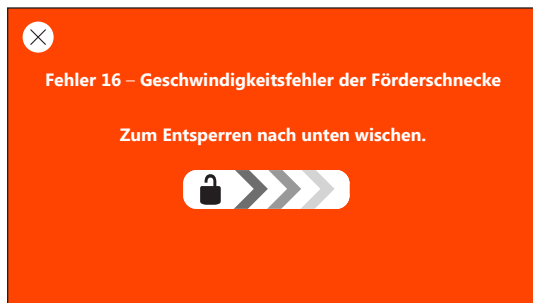 Fehler 16 – Geschwindigkeitsfehler der Förderschnecke
Zum Entsperren nach unten wischen.